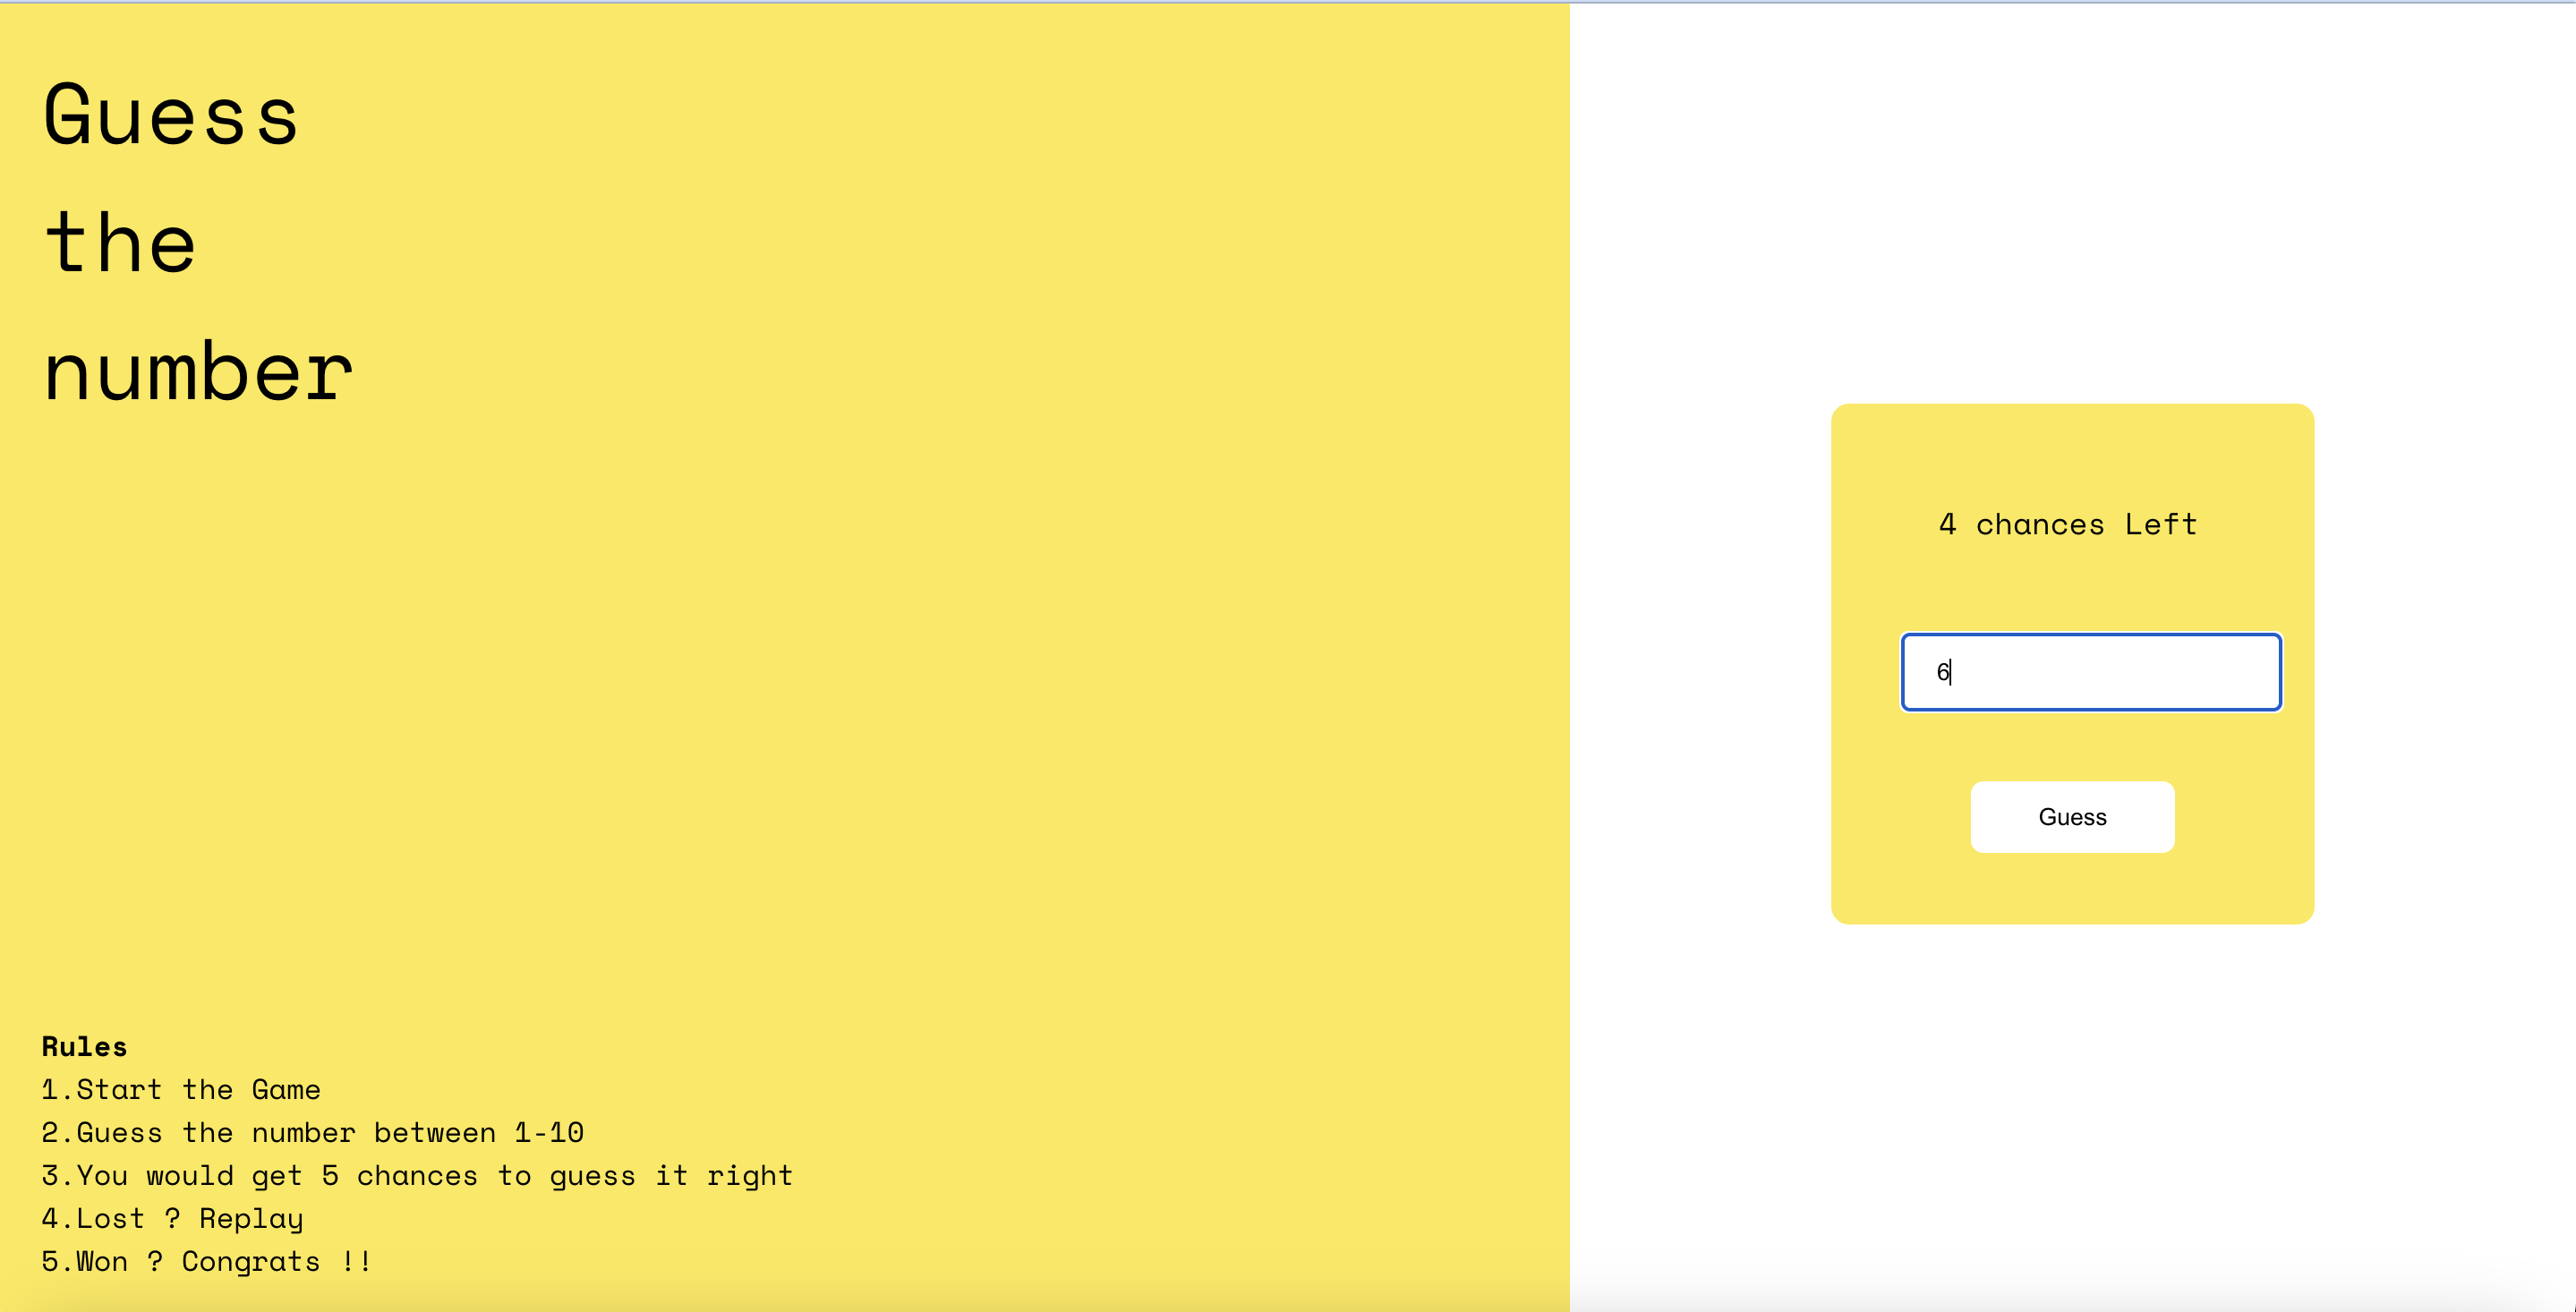 Guess
the
number
4 chances Left
6
Guess
Rules
1.Start the Game
2.Guess the number between 1-10
3.You would get 5 chances to guess it right
4.Lost ? Replay
5.Won ? Congrats !!